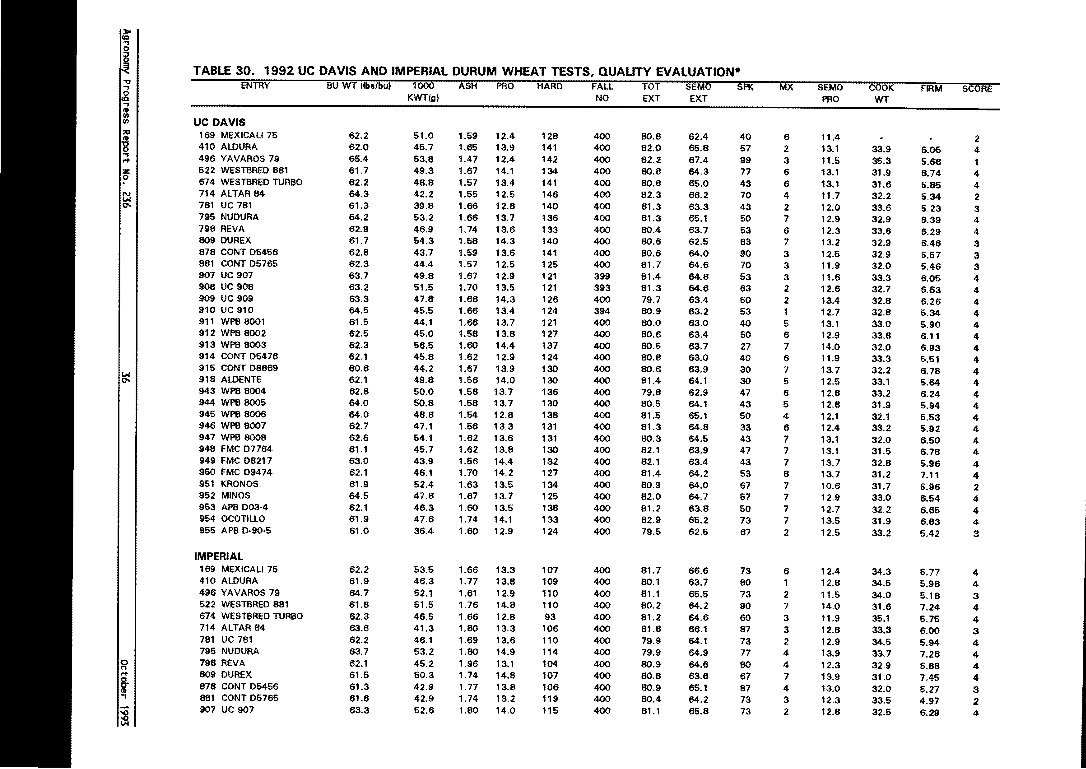 Agronomy Progress Report No. 236
36
October 1993
TABLE 30. 1992 UC DAVIS AND IMPERIAL DURUM WHEAT TESTS, QUALITY EVALUATION*
ENTRY BU WT (lbs/bu) 1000 ASH PRO HARD FALL TOT SEMO SPK MX SEMO COOK FIRM SCORE
KWT(g) NO EXT EXT PRO WT
UC DAVIS
169 MEXICALI 75 62.2 51.0 1.59 12.4 128 400 80.8 62.4 40 6 11.4 - - 2
410 ALDURA 62.0 45.7 1.65 13.9 141 400 82.0 65.8 57 2 13.1 33.9 6.06 4
496 YAVAROS 79 65.4 53.8 1.47 12.4 142 400 82.2 67.4 99 3 11.5 35.3 5.68 1
522 WESTBRED 881 61.7 49.3 1.67 14.1 134 400 80.8 64.3 77 6 13.1 31.9 6.74 4
674 WESTBRED TURBO 62.2 48.8 1.57 13.4 141 400 80.8 65.0 43 6 13.1 31.6 5.85 4
714 ALTAR 84 64.3 42.2 1.55 12.5 146 400 82.3 66.2 70 4 11.7 32.2 5.34 2
781 UC 781 61.3 39.8 1.66 12.8 140 400 81.3 63.3 43 2 12.0 33.6 5.23 3
795 NUDURA 64.2 53.2 1.66 13.7 136 400 81.3 65.1 50 7 12.9 32.9 6.39 4
798 REVA 62.9 46.9 1.74 13.6 133 400 80.4 63.7 53 6 12.3 33.6 6.29 4
809 DUREX 61.7 54.3 1.58 14.3 140 400 80.6 62.5 83 7 13.2 32.9 6.46 3
878 CONT D5456 62.8 43.7 1.59 13.6 141 400 80.6 64.0 90 3 12.5 32.9 5.57 3
881 CONT D5765 62.3 44.4 1.57 12.5 125 400 81.7 64.6 70 3 11.9 32.0 5.46 3
907 UC 907 63.7 49.8 1.67 12.9 121 399 81.4 64.8 53 3 11.6 33.3 6.05 4
908 UC 908 63.2 51.5 1.70 13.5 121 393 81.3 64.6 63 2 12.6 32.7 6.63 4
909 UC 909 63.3 47.8 1.68 14.3 126 400 79.7 63.4 50 2 13.4 32.8 6.26 4
910 UC 910 64.5 45.5 1.66 13.4 124 394 80.9 63.2 53 1 12.7 32.8 6.34 4
911 WPB 8001 61.5 44.1 1.66 13.7 121 400 80.0 63.0 40 5 13.1 33.0 5.90 4
912 WPB 8002 62.5 45.0 1.58 13.8 127 400 80.6 63.4 50 6 12.9 33.8 6.11 4
913 WPB 8003 62.3 56.5 1.60 14.4 137 400 80.5 63.7 27 7 14.0 32.0 6.93 4
914 CONT D5476 62.1 45.8 1.62 12.9 124 400 80.8 63.0 40 6 11.9 33.3 5.51 4
915 CONT D8869 60.6 44.2 1.67 13.9 130 400 80.6 63.9 30 7 13.7 32.2 6.78 4
918 ALDENTE 62.1 48.8 1.56 14.0 130 400 81.4 64.1 30 5 12.5 33.1 5.64 4
943 WPB 8004 62.8 50.0 1.58 13.7 136 400 79.8 62.9 47 6 12.8 33.2 6.24 4
944 WPB 8005 64.0 50.8 1.58 13.7 130 400 80.5 64.1 43 5 12.8 31.9 5.94 4
945 WPB 8006 64.0 48.8 1.54 12.8 138 400 81.5 65.1 50 4 12.1 32.1 5.53 4
946 WPB 8007 62.7 47.1 1.56 13.3 131 400 81.3 64.8 33 6 12.4 33.2 5.92 4
947 WPB 8008 62.6 54.1 1.62 13.6 131 400 80.3 64.5 43 7 13.1 32.0 6.50 4
948 FMC D7764 61.1 45.7 1.62 13.8 130 400 82.1 63.9 47 7 13.1 31.5 6.78 4
949 FMC D8217 63.0 43.9 1.56 14.4 132 400 82.1 63.4 43 7 13.7 32.8 5.96 4
950 FMC D9474 62.1 46.1 1.70 14.2 127 400 81.4 64.2 53 6 13.7 31.2 7.11 4
951 KRONOS 61.9 52.4 1.63 13.5 134 400 80.9 64.0 67 7 10.6 31.7 6.96 2
952 MINOS 64.5 47.8 1.67 13.7 125 400 82.0 64.7 67 7 12.9 33.0 6.54 4
953 APB D03-4 62.1 46.3 1.60 13.5 136 400 81.2 63.8 50 7 12.7 32.2 6.65 4
954 OCOTILLO 61.9 47.6 1.74 14.1 133 400 82.9 65.2 73 7 13.5 31.9 6.83 4
955 APB D-90-5 61.0 36.4 1.60 12.9 124 400 79.5 62.6 67 2 12.5 33.2 5.42 3
IMPERIAL
169 MEXICALI 75 62.2 53.5 1.66 13.3 107 400 81.7 66.6 73 6 12.4 34.3 5.77 4
410 ALDURA 61.9 46.3 1.77 13.8 109 400 80.1 63.7 80 1 12.8 34.5 5.98 4
496 YAVAROS 79 64.7 52.1 1.61 12.9 110 400 81.1 65.5 73 2 11.5 34.0 5.18 3
522 WESTBRED 881 61.8 51.5 1.76 14.8 110 400 80.2 64.2 90 7 14.0 31.6 7.24 4
674 WESTBRED TURBO 62.3 46.5 1.66 12.8 93 400 81.2 64.6 60 3 11.9 35.1 5.75 4
714 ALTAR 84 63.6 41.3 1.80 13.3 106 400 81.6 66.1 87 3 12.8 33.3 6.00 3
781 UC 781 62.2 46.1 1.69 13.6 110 400 79.9 64.1 73 2 12.9 34.5 5.94 4
795 NUDURA 63.7 53.2 1.80 14.9 114 400 79.9 64.9 77 4 13.9 33.7 7.28 4
798 REVA 62.1 45.2 1.96 13.1 104 400 80.9 64.6 80 4 12.3 32.9 5.88 4
809 DUREX 61.5 50.3 1.74 14.8 107 400 80.8 63.6 67 7 13.9 31.0 7.45 4
878 CONT D5456 61.3 42.9 1.77 13.8 106 400 80.9 65.1 87 4 13.0 32.0 5.27 3
881 CONT D5765 61.6 42.9 1.74 13.2 119 400 80.4 64.2 73 3 12.3 33.5 4.97 2
907 UC 907 63.3 52.6 1.80 14.0 115 400 81.1 65.8 73 2 12.6 32.5 6.29 4